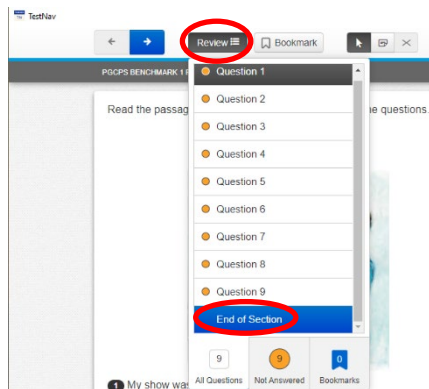 TN TestNav
Review Bookmark
PGCPS BENCHMARK 1
Read the passag e questions.
Question 1
Question 2
Question 3
Question 4
Question 5
Question 6
Question 7
Question 8
Question 9
End of Section
9 9 0
All Questions Not Answered Bookmarks
1 My show was